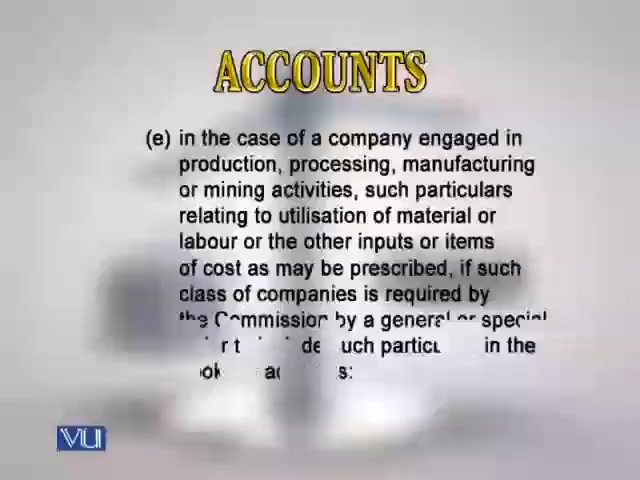 ACCOUNTS
(e) in the case of a company engaged in
production, processing, manufacturing
or mining activities, such particulars
relating to utilisation of material or
labour or the other inputs or items
of cost as may be prescribed, if such
class of companies is required by
the Commission by a general or special
in the
VU